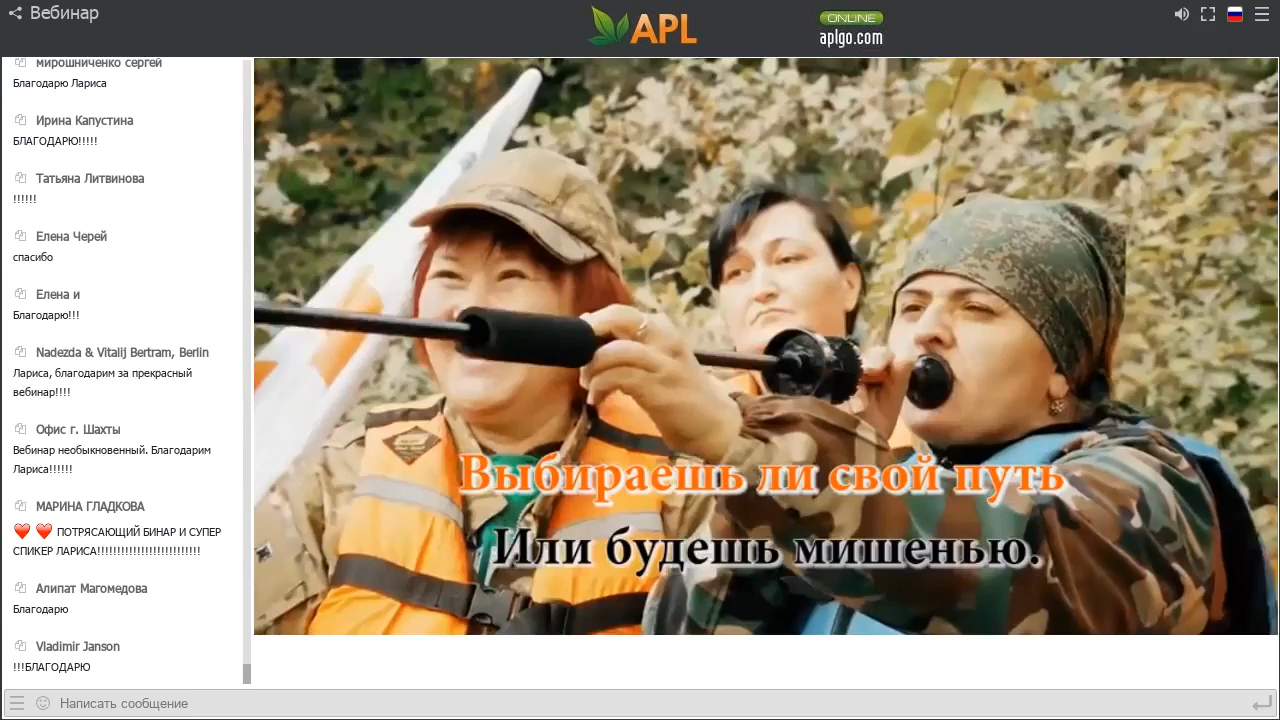 Вебинар
APL
ONLINE
aplgo.com
мирошниченко сергей
Благодарю Лариса
Ирина Капустина
БЛАГОДАРЮ!!!!!
Татьяна Литвинова
!!!!!!
Елена Черей
спасибо
Елена и
Благодарю!!!
Nadezda & Vitalij Bertram, Berlin
Лариса, благодарим за прекрасный
вебинар!!!!
Офис г. Шахты
Вебинар необыкновенный. Благодарим
Лариса!!!!!!
МАРИНА ГЛАДКОВА
ПОТРЯСАЮЩИЙ БИНАР И СУПЕР
СПИКЕР ЛАРИСА!!!!!!!!!!!!!!!!!!!!!!!!!!
Алипат Магомедова
Благодарю
Vladimir Janson
!!!БЛАГОДАРЮ
Выбираешь ли свой путь
Или будешь мишенью.
Написать сообщение